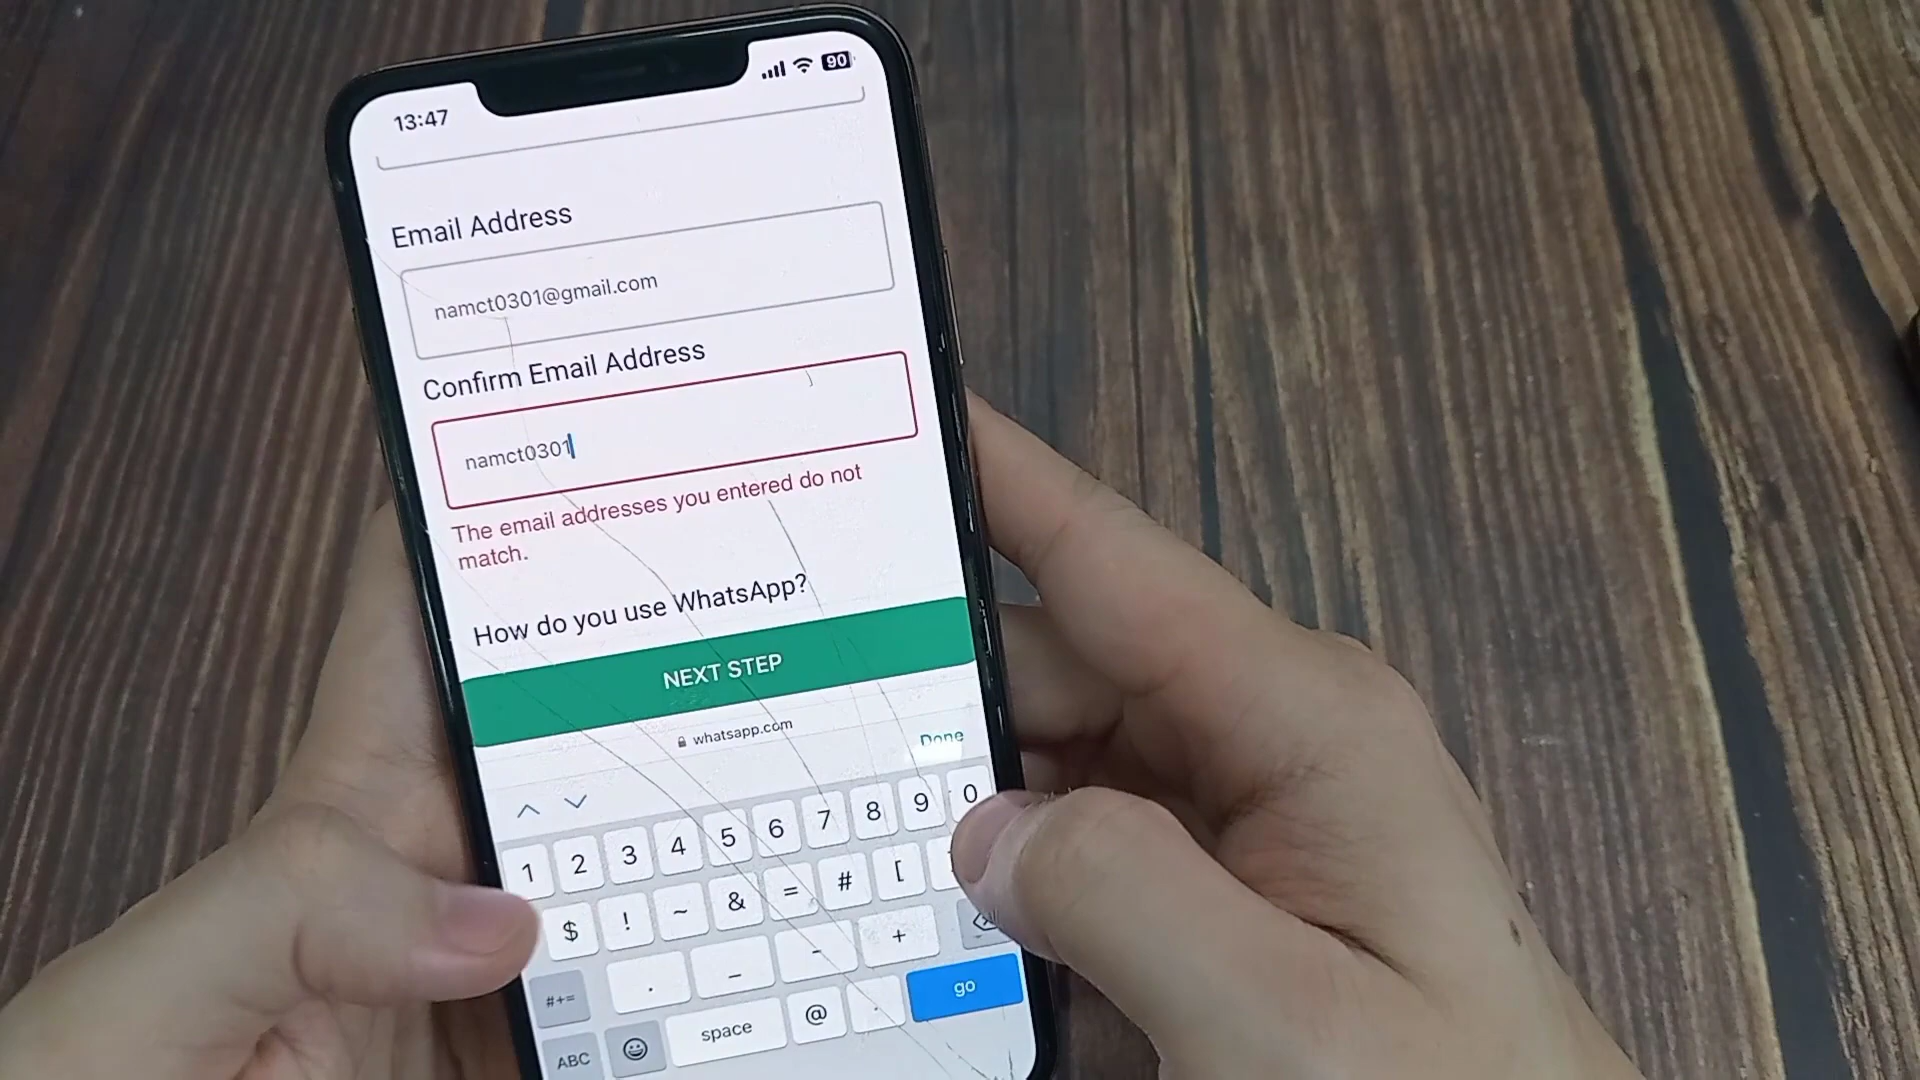 13:47
90
Email Address
namct0301@gmail.com
Confirm Email Address
namct0301
The email addresses you entered do not
match.
How do you use WhatsApp?
NEXT STEP
whatsapp.com
Done
1 2 3 4 5 6 7 8 9 0
$ ! ~ & = # [
#+= . _ - +
ABC space @ . go